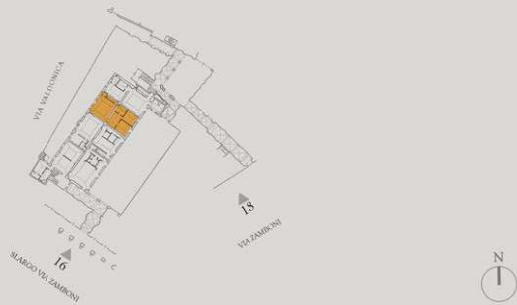 VIA VALDONICA
18
VIA ZAMBONI
16
SLARGO VIA ZAMBONI
N